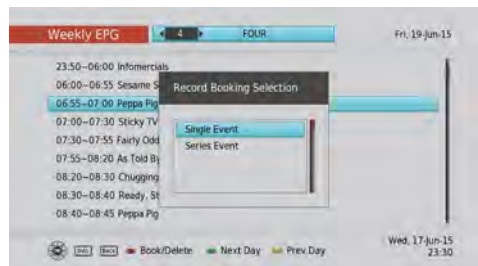 Weekly EPG
4 FOUR
Fri, 19-Jun-15
23:50~06:00 Infomercials
06:00~06:55 Sesame S
06:55~07:00 Peppa Pig
07:00~07:30 Sticky TV
07:30~07:55 Fairly Odd
07:55~08:20 As Told By
08:20~08:30 Chugging
08:30~08:40 Ready, St
08:40~08:45 Peppa Pig
Record Booking Selection
Single Event
Series Event
Book/Delete Next Day Prev Day
Wed, 17-Jun-15
23:30